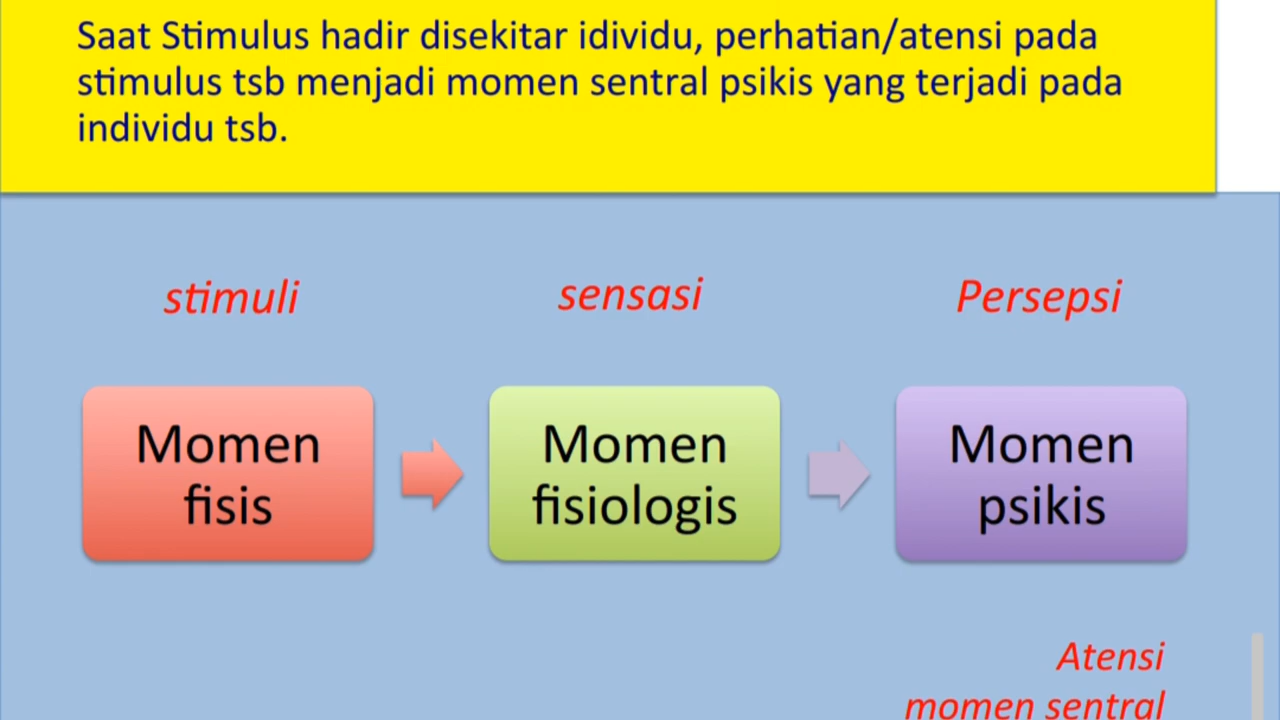 Saat Stimulus hadir disekitar idividu, perhatian/atensi pada
stimulus tsb menjadi momen sentral psikis yang terjadi pada
individu tsb.
stimuli
sensasi
Persepsi
Momen
fisis
Momen
fisiologis
Momen
psikis
Atensi
momen sentral